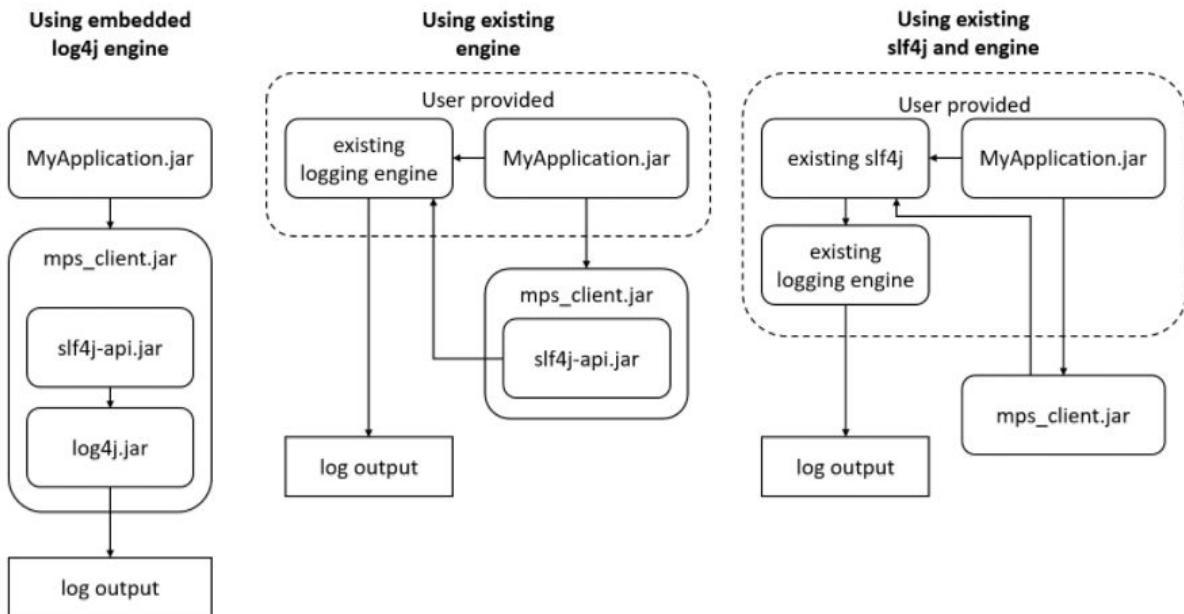 Using embedded
log4j engine
MyApplication.jar
mps_client.jar
slf4j-api.jar
log4j.jar
log output
Using existing
engine
User provided
existing
logging engine
MyApplication.jar
mps_client.jar
slf4j-api.jar
log output
Using existing
slf4j and engine
User provided
existing slf4j
MyApplication.jar
existing
logging engine
mps_client.jar
log output